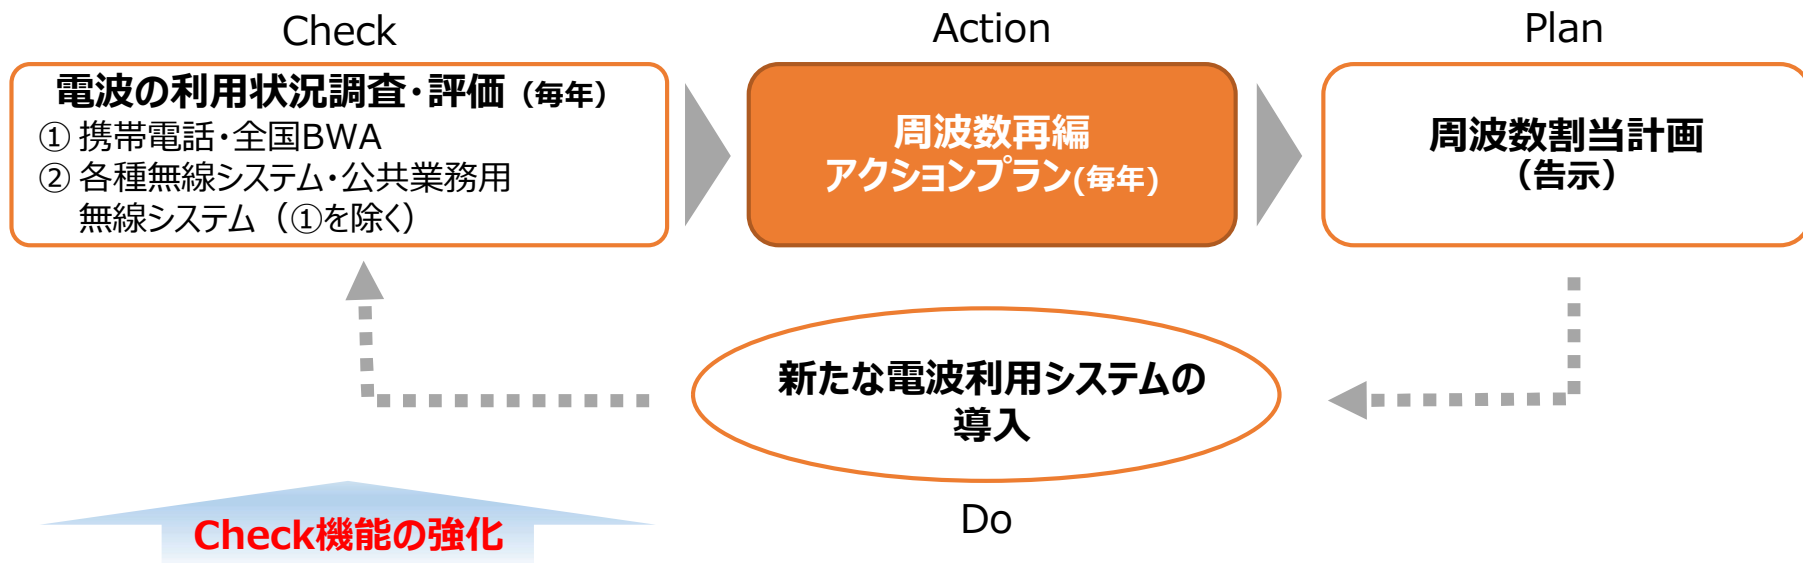 Check
電波の利用状況調査・評価（毎年）
① 携帯電話・全国BWA
② 各種無線システム・公共業務用
無線システム（①を除く）
Action
周波数再編
アクションプラン(毎年)
Plan
周波数割当計画
（告示）
新たな電波利用システムの
導入
Do
Check機能の強化